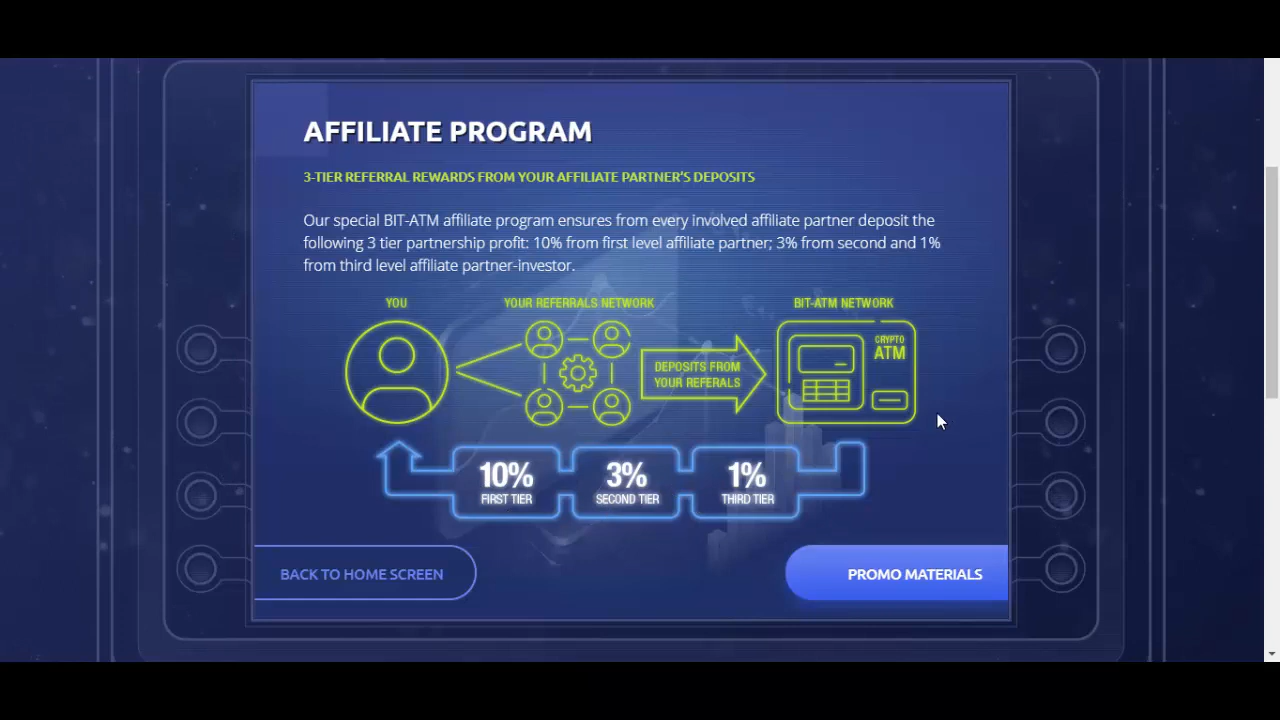 AFFILIATE PROGRAM
3-TIER REFERRAL REWARDS FROM YOUR AFFILIATE PARTNER'S DEPOSITS
Our special BIT-ATM affiliate program ensures from every involved affiliate partner deposit the
following 3 tier partnership profit: 10% from first level affiliate partner; 3% from second and 1%
from third level affiliate partner-investor.
YOU
YOUR REFERRALS NETWORK
BIT-ATM NETWORK
CRYPTO
ATM
DEPOSITS FROM
YOUR REFERALS
10%
FIRST TIER
3%
SECOND TIER
1%
THIRD TIER
BACK TO HOME SCREEN
PROMO MATERIALS